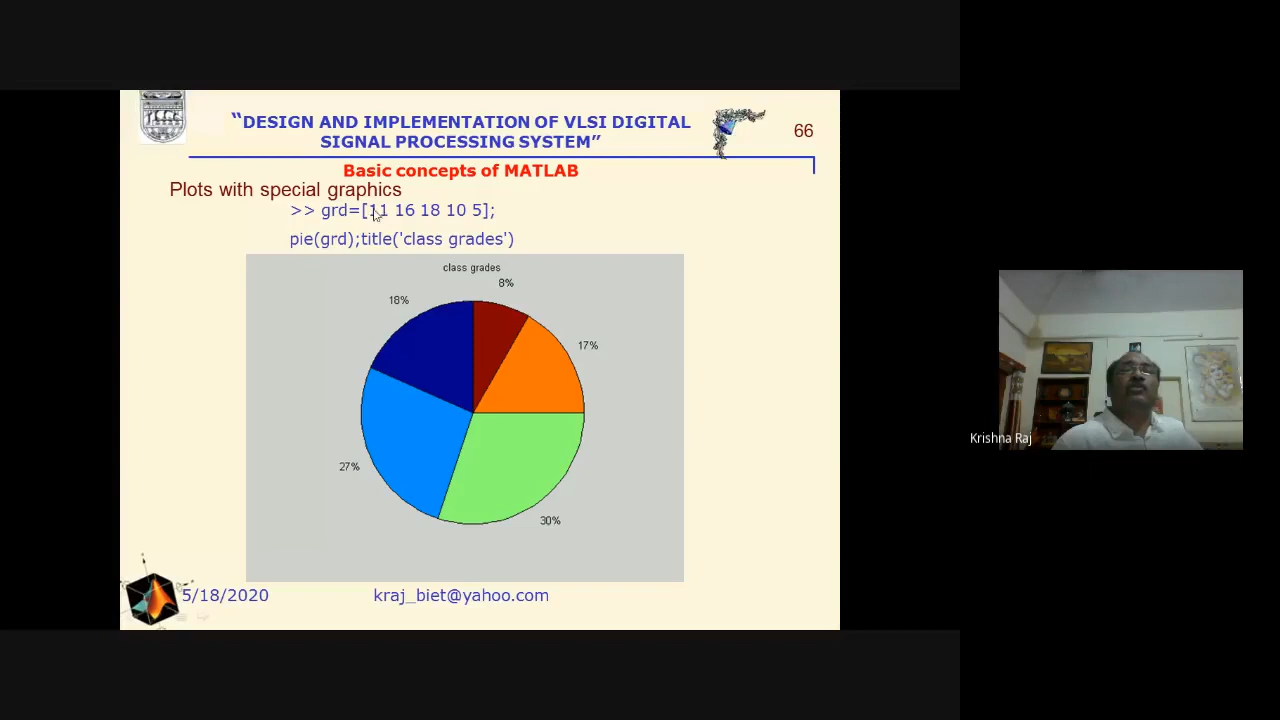 “DESIGN AND IMPLEMENTATION OF VLSI DIGITAL
SIGNAL PROCESSING SYSTEM”
66
Basic concepts of MATLAB
Plots with special graphics
>> grd=[11 16 18 10 5];
pie(grd);title('class grades')
class grades
8%
18%
17%
27%
30%
Krishna Raj
5/18/2020
kraj_biet@yahoo.com